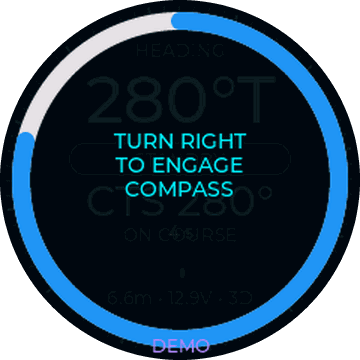 HEADING
280°T
TURN RIGHT
TO ENGAGE
COMPASS
CTS 280°
ON COURSE
6.6m · 12.9V · 3D
DEMO